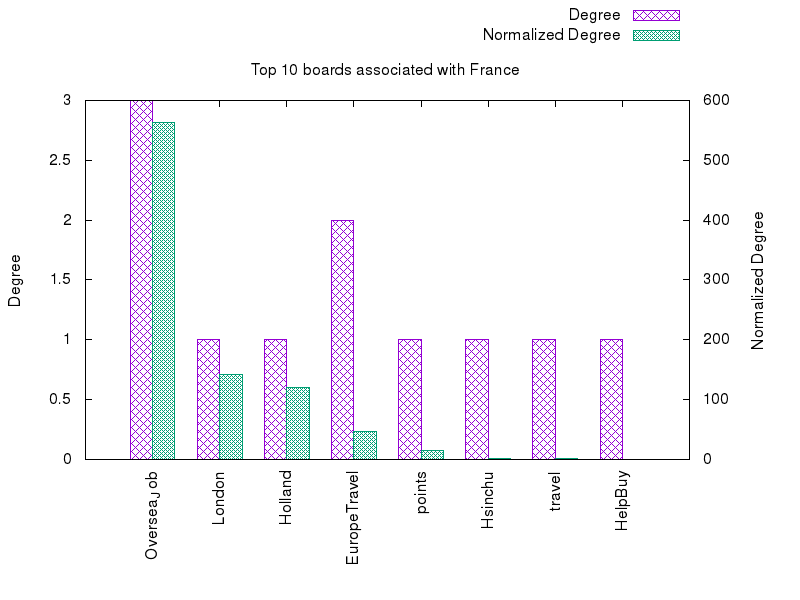 Degree
Normalized Degree
Top 10 boards associated with France
3
2.5
2
1.5
1
0.5
0
600
500
400
300
200
100
0
Degree
Normalized Degree
OverseaJob
London
Holland
EuropeTravel
points
Hsinchu
travel
HelpBuy